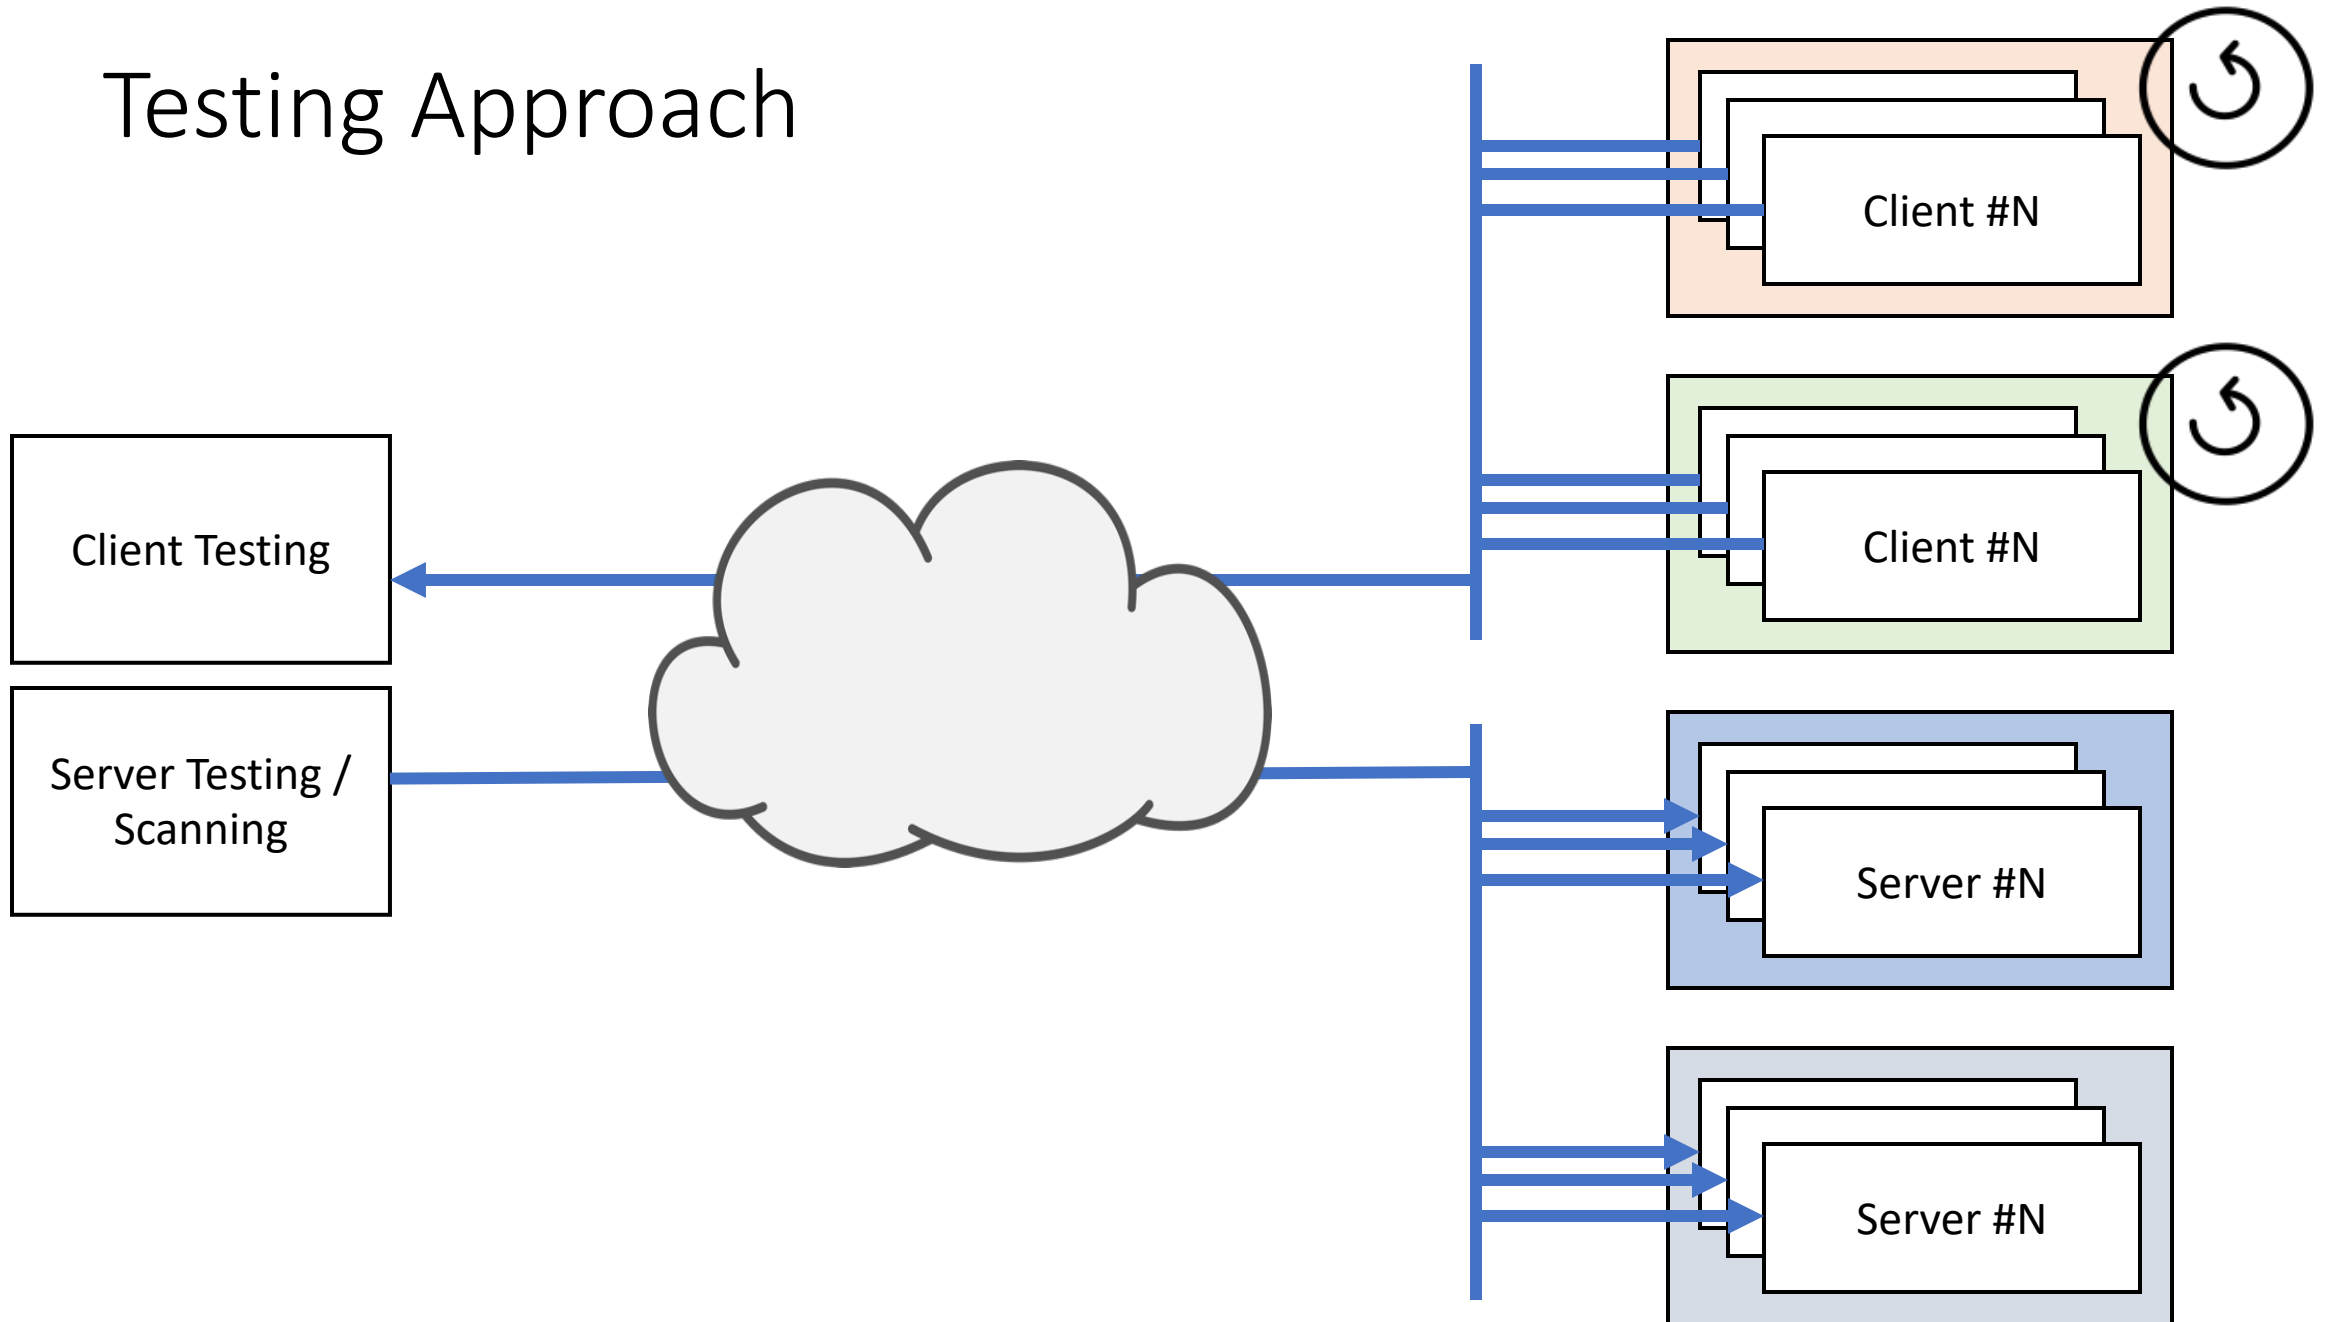 Testing Approach
Client #N
Client #N
Client Testing
Server Testing /
Scanning
Server #N
Server #N